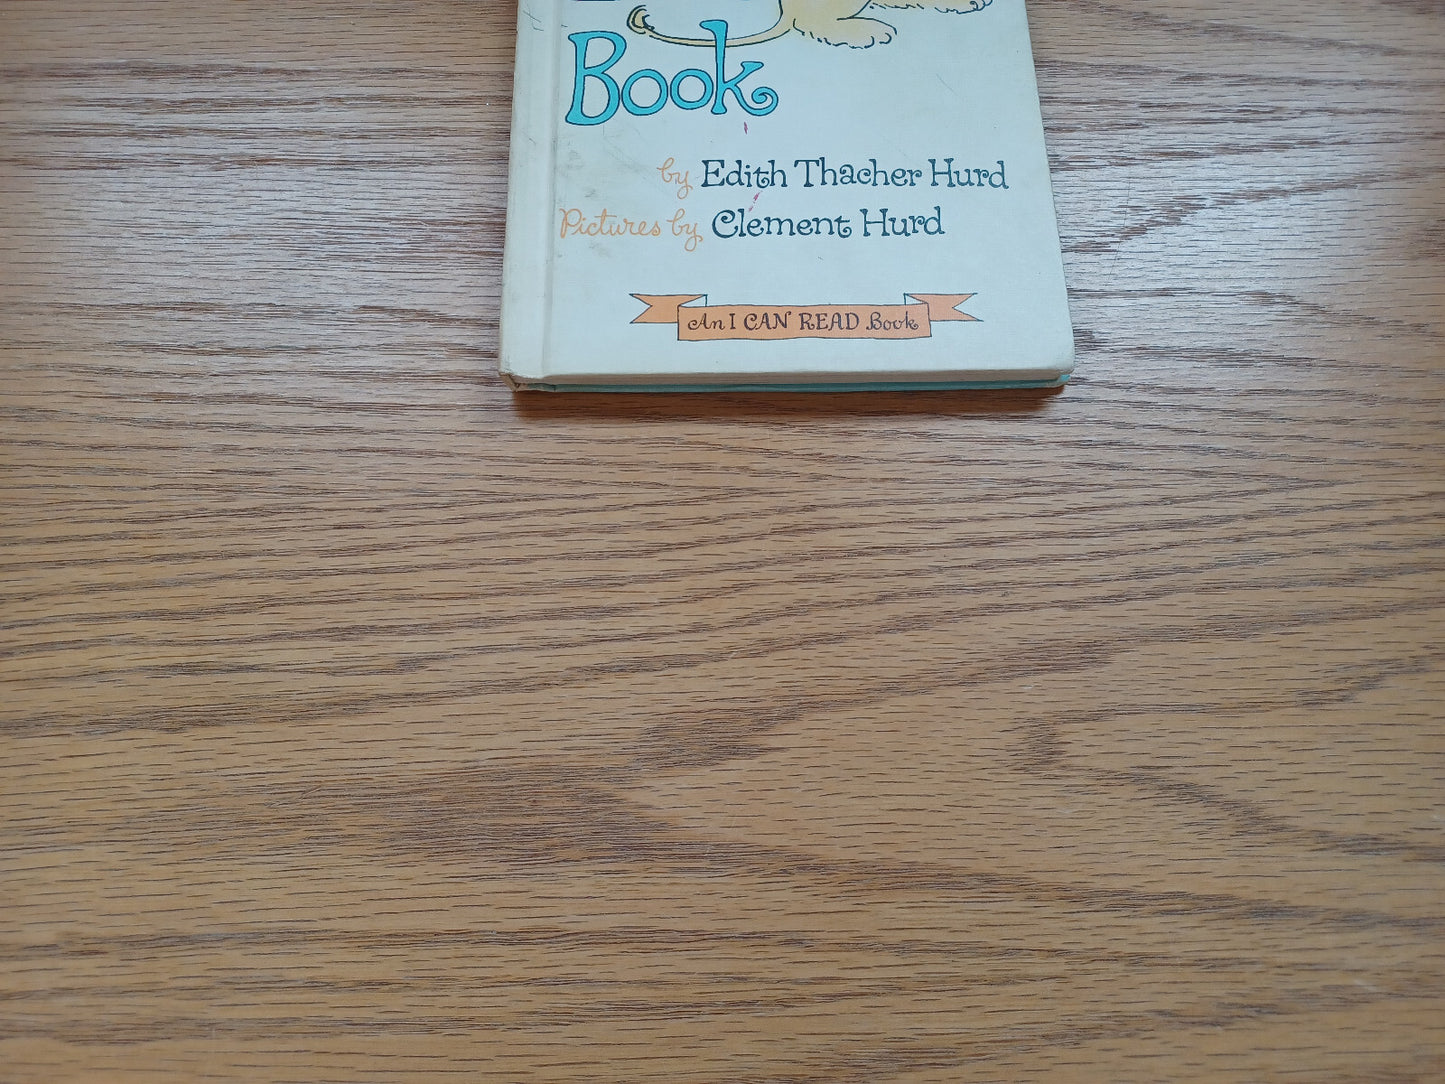 Book
by Edith Thacher Hurd
Pictures by Clement Hurd
An I CAN READ Book